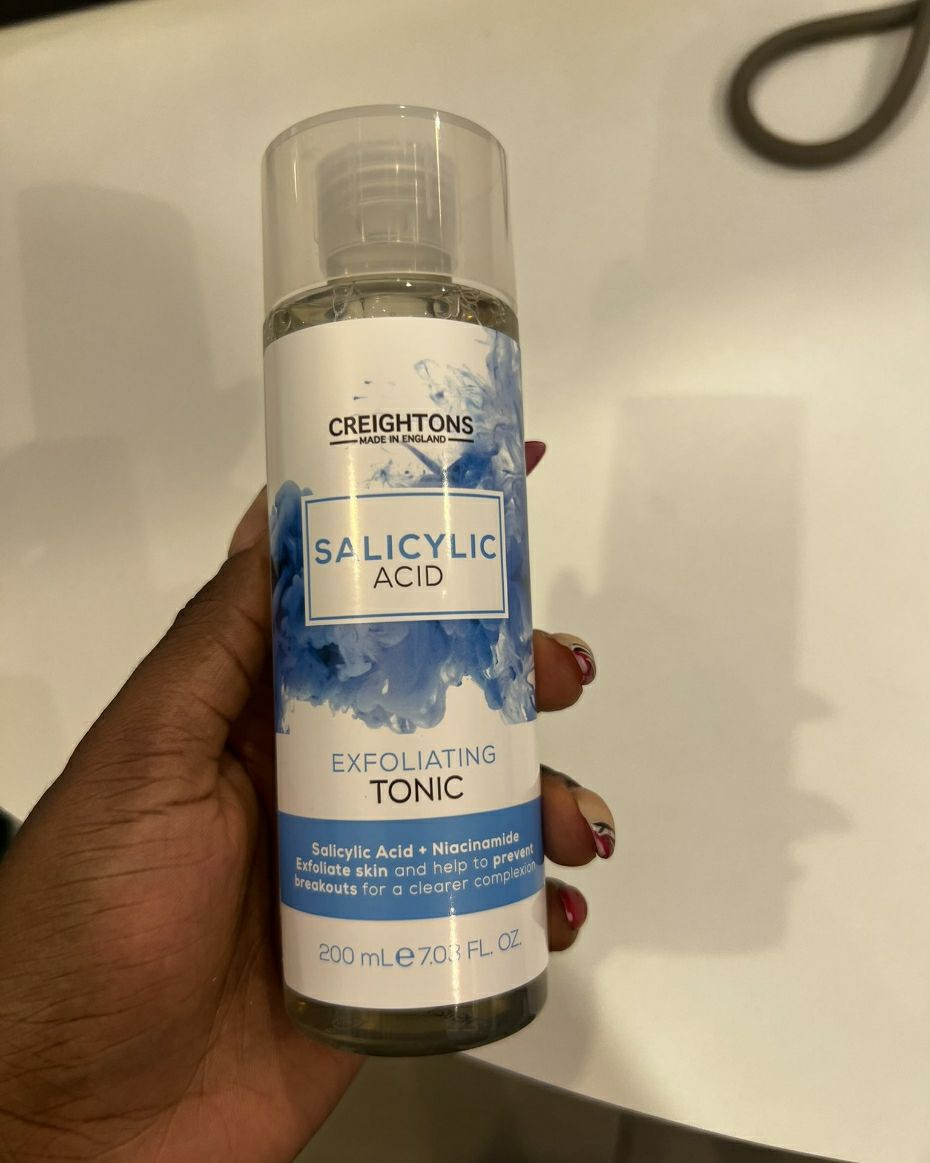 CREIGHTONS
MADE IN ENGLAND
SALICYLIC
ACID
EXFOLIATING
TONIC
Salicylic Acid + Niacinamide
Exfoliate skin and help to prevent
breakouts for a clearer complexion
200 mL e 7.03 FL. OZ.